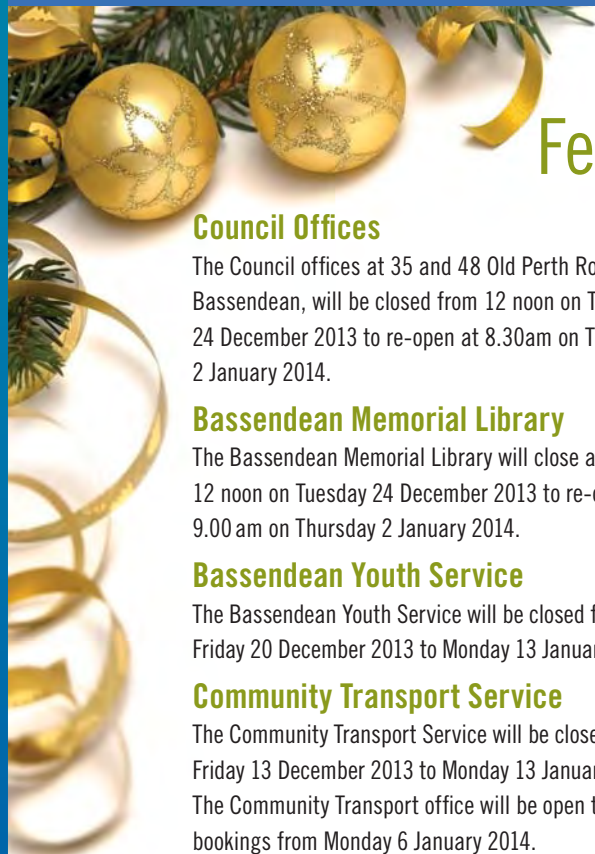 Fe
Council Offices
The Council offices at 35 and 48 Old Perth Ro
Bassendean, will be closed from 12 noon on T
24 December 2013 to re-open at 8.30am on T
2 January 2014.
Bassendean Memorial Library
The Bassendean Memorial Library will close a
12 noon on Tuesday 24 December 2013 to re-o
9.00 am on Thursday 2 January 2014.
Bassendean Youth Service
The Bassendean Youth Service will be closed f
Friday 20 December 2013 to Monday 13 Januar
Community Transport Service
The Community Transport Service will be close
Friday 13 December 2013 to Monday 13 Januar
The Community Transport office will be open t
bookings from Monday 6 January 2014.